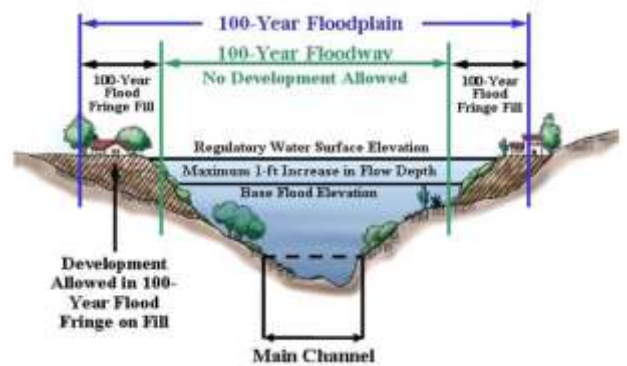 100-Year Floodplain
100-Year Floodway
No Development Allowed
100-Year
Flood
Fringe Fill
100-Year
Flood
Fringe Fill
Regulatory Water Surface Elevation
Maximum 1-ft Increase in Flow Depth
Base Flood Elevation
Development
Allowed in 100-
Year Flood
Fringe on Fill
Main Channel